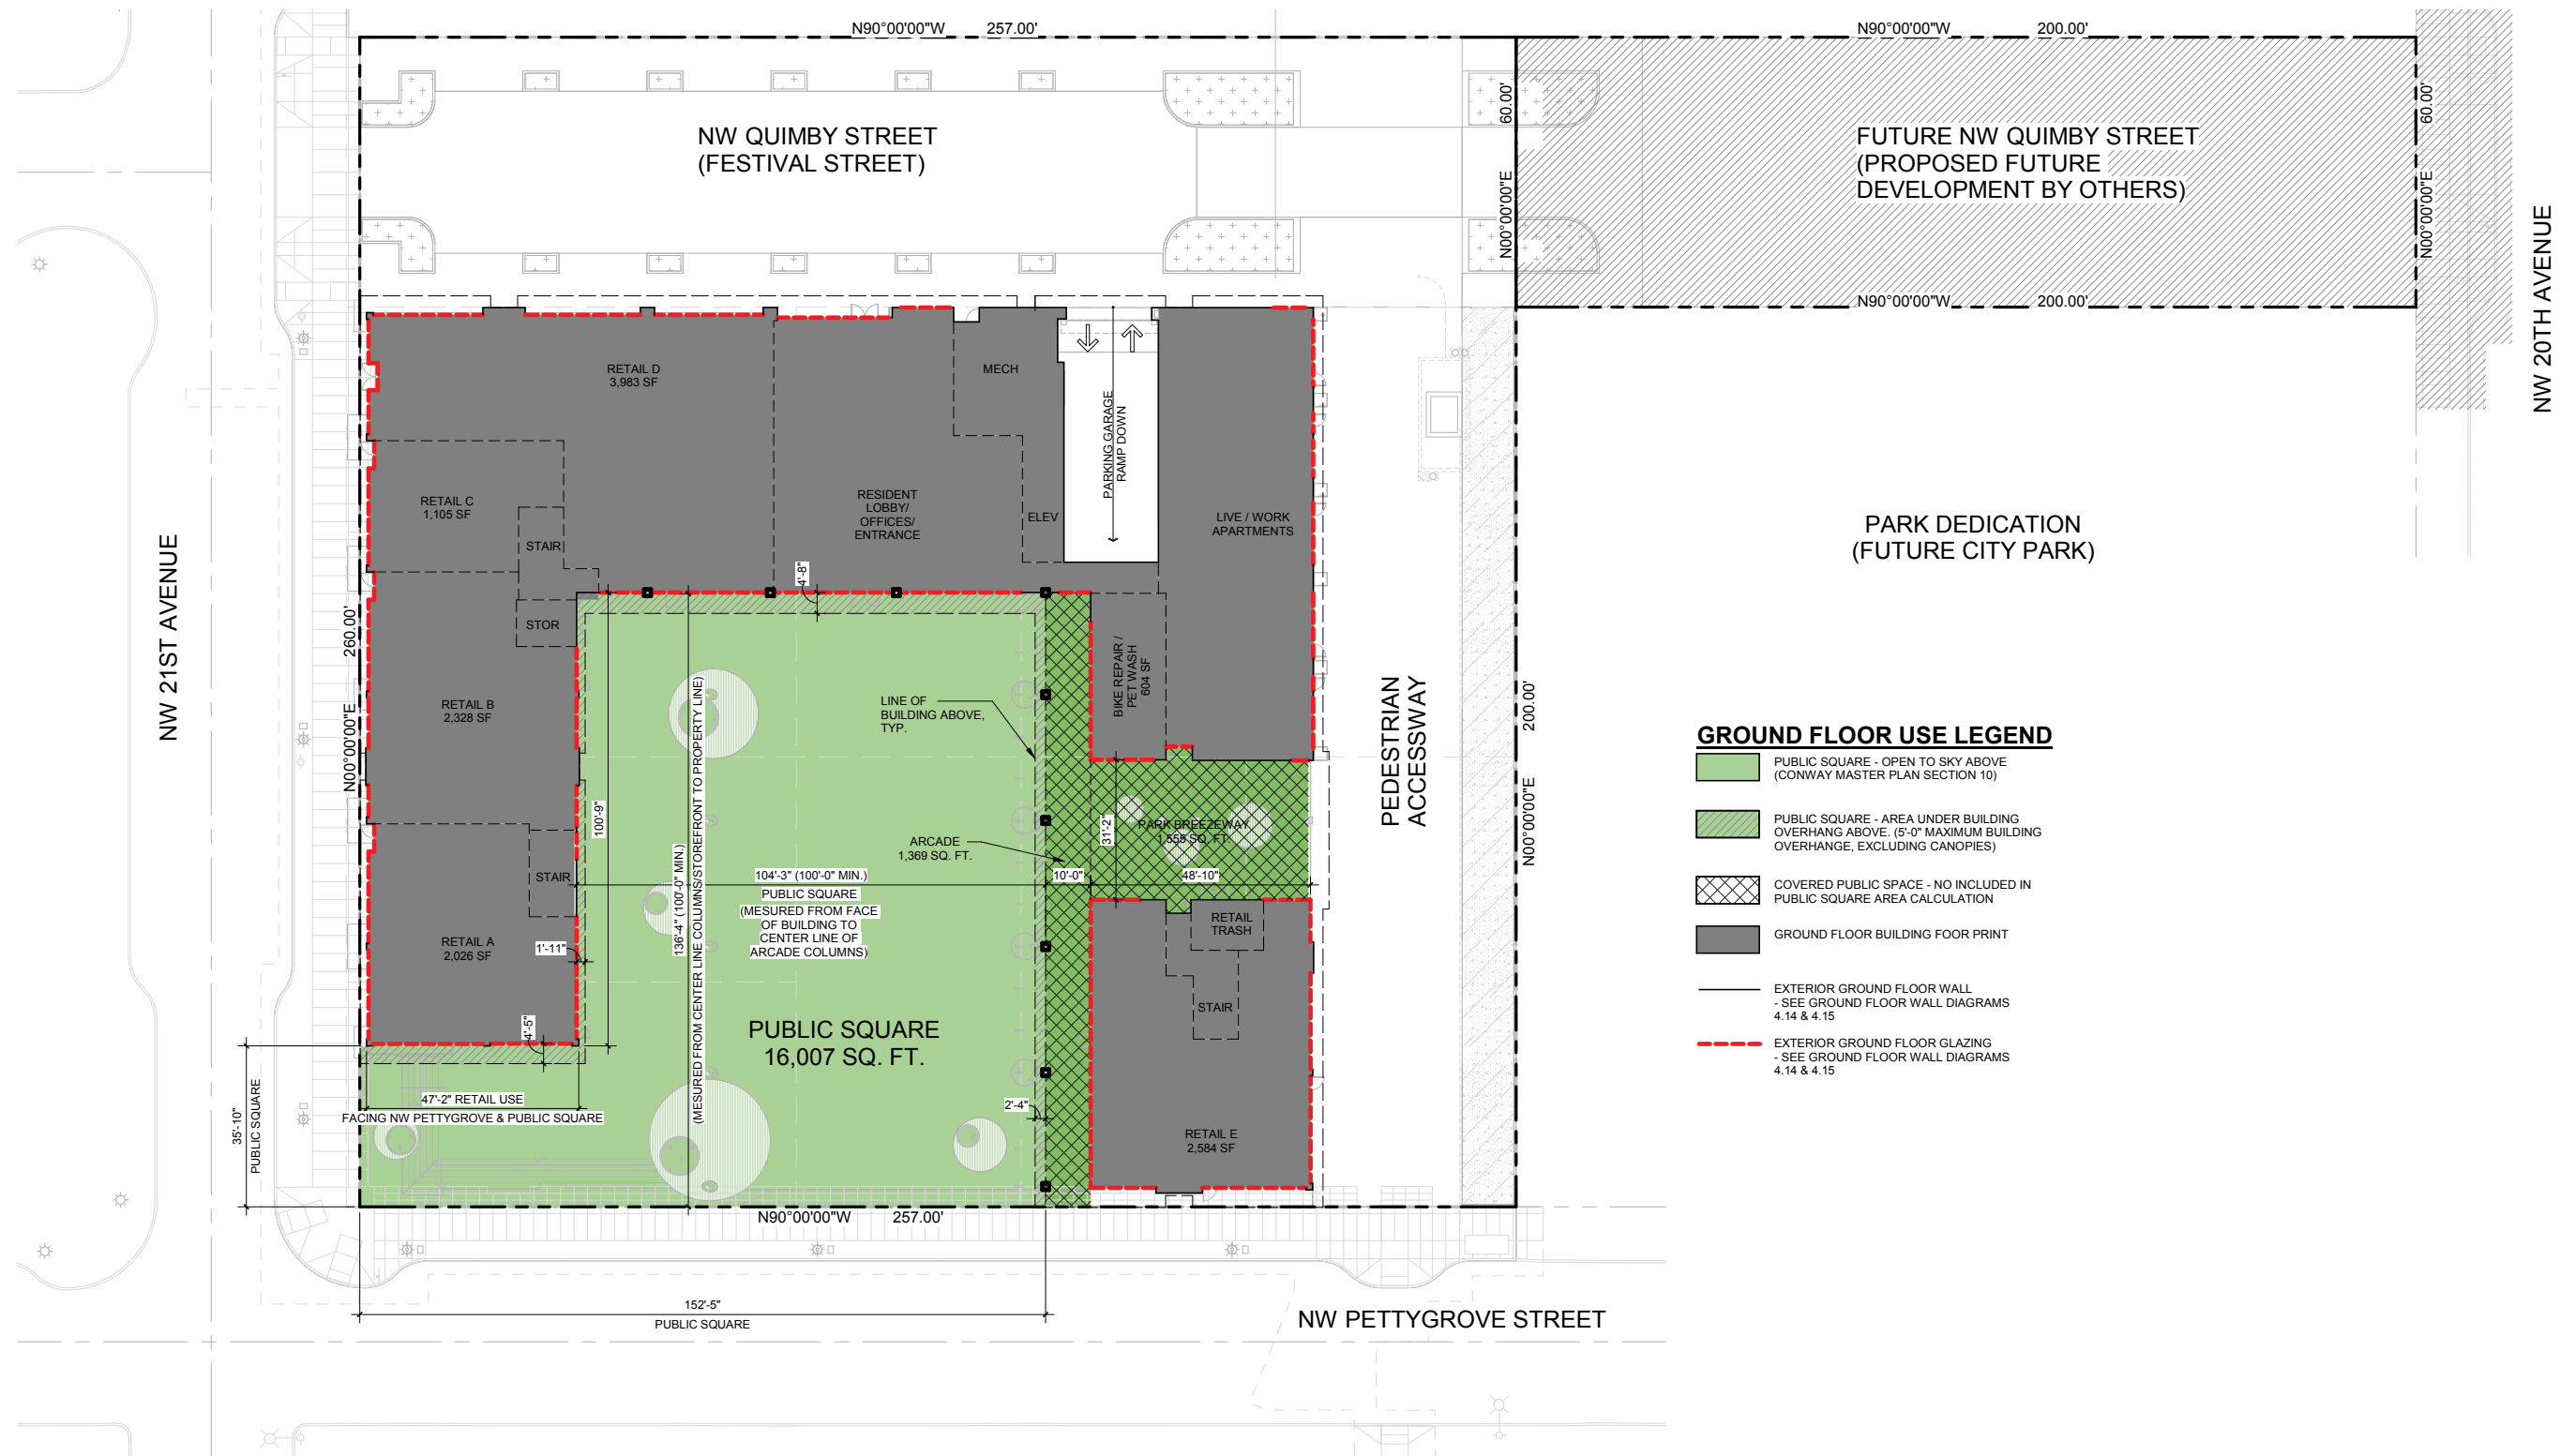 N90°00'00"W 257.00'
N90°00'00"W 200.00'
NW QUIMBY STREET
(FESTIVAL STREET)
60.00'
N00°00'00"E
FUTURE NW QUIMBY STREET
(PROPOSED FUTURE
DEVELOPMENT BY OTHERS)
60.00'
N00°00'00"E
NW 20TH AVENUE
N90°00'00"W 200.00'
RETAIL D
3,983 SF
MECH
PARKING GARAGE
RAMP DOWN
RETAIL C
1,105 SF
STAIR
RESIDENT
LOBBY/
OFFICES/
ENTRANCE
ELEV
LIVE / WORK
APARTMENTS
PARK DEDICATION
(FUTURE CITY PARK)
NW 21ST AVENUE
260.00'
N00°00'00"E
4'-8"
STOR
RETAIL B
2,328 SF
LINE OF
BUILDING ABOVE,
TYP.
BIKE REPAIR /
PET WASH
604 SF
PEDESTRIAN
ACCESSWAY
200.00'
N00°00'00"E
100'-9"
136'-4" (100'-0" MIN.)
(MESURED FROM CENTER LINE COLUMNS/STOREFRONT TO PROPERTY LINE)
ARCADE
1,369 SQ. FT.
31'-2"
PARK BREEZEWAY
1,555 SQ. FT.
STAIR
104'-3" (100'-0" MIN.)
PUBLIC SQUARE
(MESURED FROM FACE
OF BUILDING TO
CENTER LINE OF
ARCADE COLUMNS)
10'-0"
48'-10"
RETAIL
TRASH
RETAIL A
2,026 SF
1'-11"
STAIR
4'-5"
PUBLIC SQUARE
16,007 SQ. FT.
35'-10"
PUBLIC SQUARE
47'-2" RETAIL USE
FACING NW PETTYGROVE & PUBLIC SQUARE
2'-4"
RETAIL E
2,584 SF
N90°00'00"W 257.00'
152'-5"
PUBLIC SQUARE
NW PETTYGROVE STREET
GROUND FLOOR USE LEGEND
PUBLIC SQUARE - OPEN TO SKY ABOVE
(CONWAY MASTER PLAN SECTION 10)
PUBLIC SQUARE - AREA UNDER BUILDING
OVERHANG ABOVE. (5'-0" MAXIMUM BUILDING
OVERHANGE, EXCLUDING CANOPIES)
COVERED PUBLIC SPACE - NO INCLUDED IN
PUBLIC SQUARE AREA CALCULATION
GROUND FLOOR BUILDING FOOR PRINT
EXTERIOR GROUND FLOOR WALL
- SEE GROUND FLOOR WALL DIAGRAMS
4.14 & 4.15
EXTERIOR GROUND FLOOR GLAZING
- SEE GROUND FLOOR WALL DIAGRAMS
4.14 & 4.15